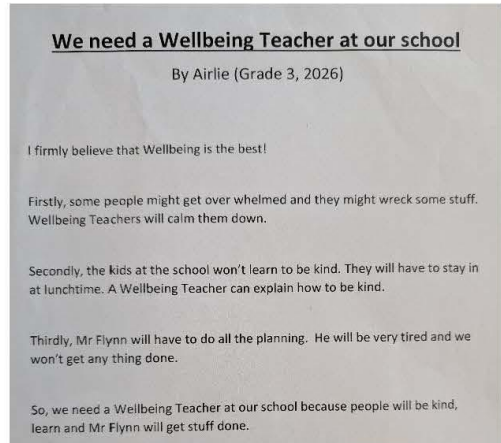 We need a Wellbeing Teacher at our school
By Airlie (Grade 3, 2026)
I firmly believe that Wellbeing is the best!
Firstly, some people might get over whelmed and they might wreck some stuff.
Wellbeing Teachers will calm them down.
Secondly, the kids at the school won't learn to be kind. They will have to stay in
at lunchtime. A Wellbeing Teacher can explain how to be kind.
Thirdly, Mr Flynn will have to do all the planning. He will be very tired and we
won't get any thing done.
So, we need a Wellbeing Teacher at our school because people will be kind,
learn and Mr Flynn will get stuff done.